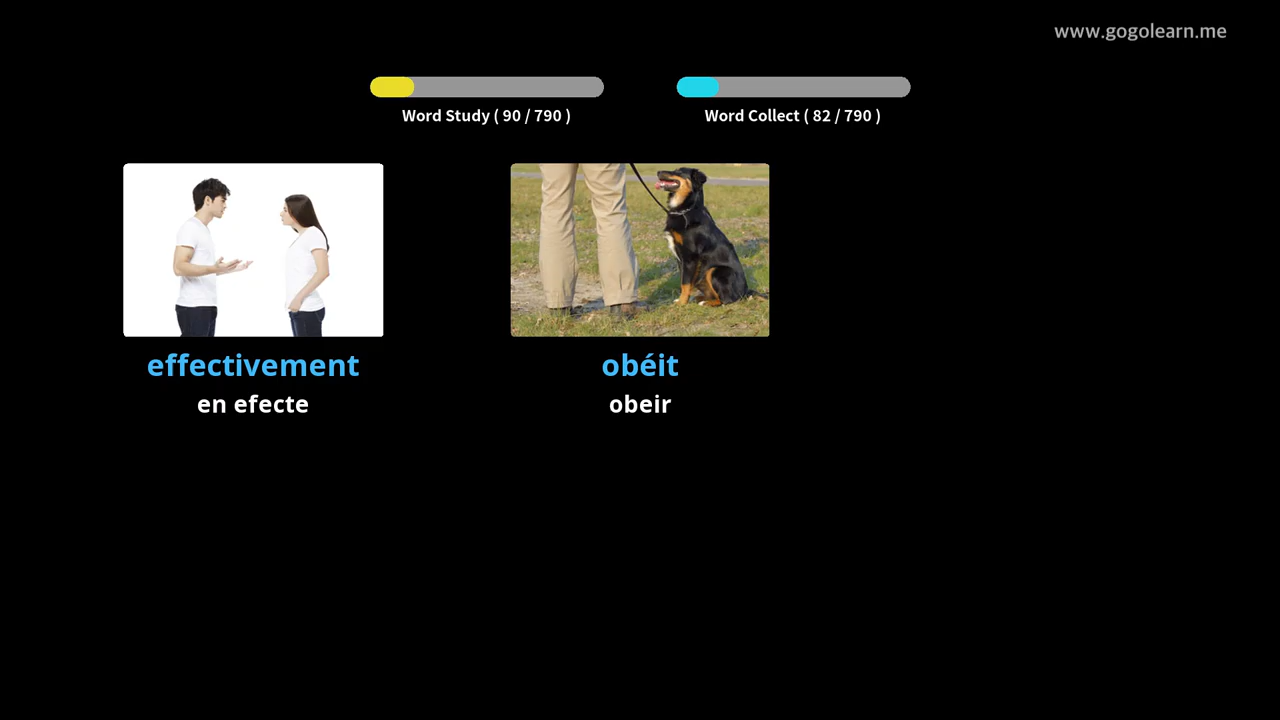 www.gogolearn.me
Word Study ( 90 / 790 )
Word Collect ( 82 / 790 )
effectivement
en efecte
obéit
obeir